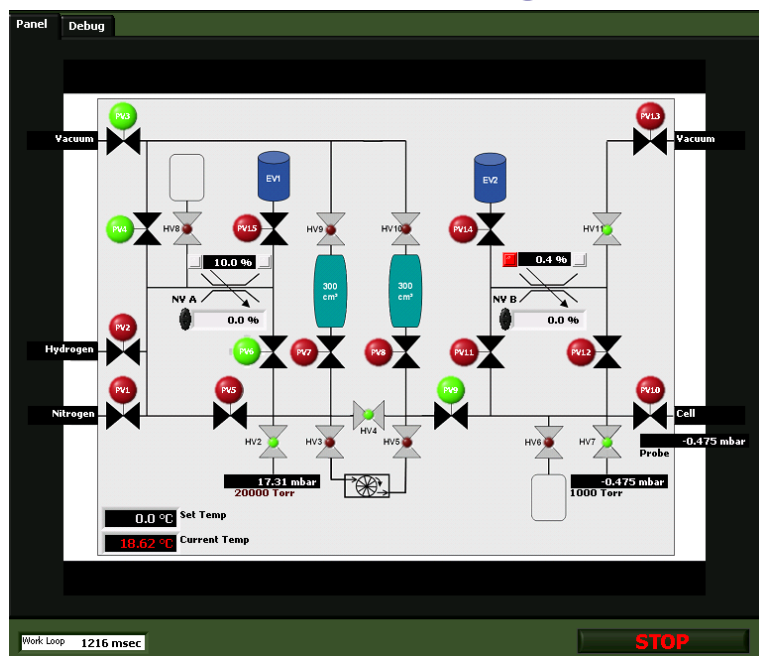 Panel Debug
PV3 PV13
Vacuum Vacuum
EV1 EV2
PV4 HV8 PV15 HV9 HV10 PV14 HV11
10.0 % 0.4 %
300 cm³ 300 cm³
NV A NV B
0.0 % 0.0 %
PV2
Hydrogen PV6 PV7 PV8 PV11 PV12
PV1 PV5 PV9 PV10
Nitrogen Cell
HV4
HV2 HV3 HV5 HV6 HV7 -0.475 mbar
Probe
17.31 mbar -0.475 mbar
20000 Torr 1000 Torr
0.0 °C Set Temp
18.62 °C Current Temp
Work Loop 1216 msec STOP